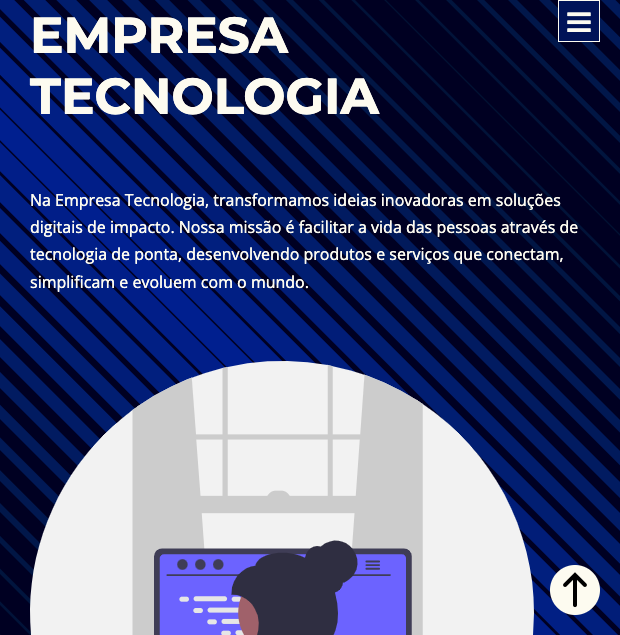 EMPRESA
TECNOLOGIA
Na Empresa Tecnologia, transformamos ideias inovadoras em soluções
digitais de impacto. Nossa missão é facilitar a vida das pessoas através de
tecnologia de ponta, desenvolvendo produtos e serviços que conectam,
simplificam e evoluem com o mundo.